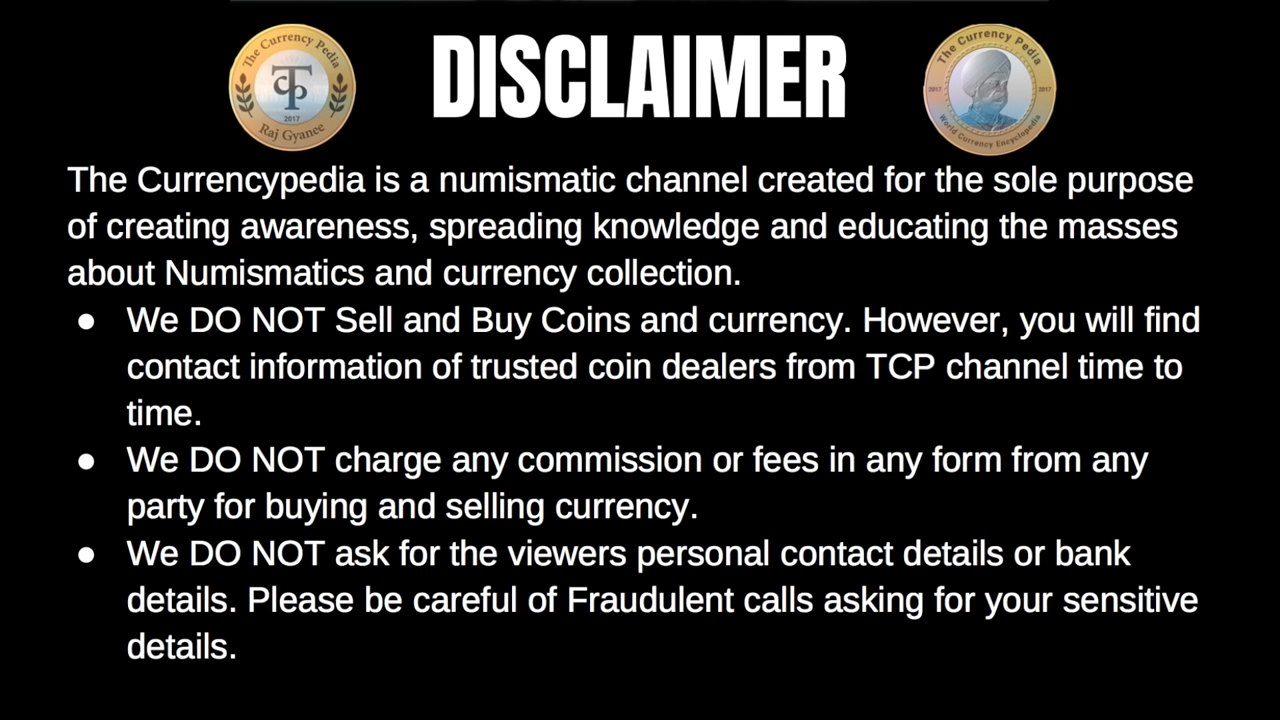 The Currency Pedia
TCP
2017
Raj Gyanee
DISCLAIMER
The Currency Pedia
2017 2017
World Currency Encyclopedia
The Currencypedia is a numismatic channel created for the sole purpose
of creating awareness, spreading knowledge and educating the masses
about Numismatics and currency collection.
● We DO NOT Sell and Buy Coins and currency. However, you will find
contact information of trusted coin dealers from TCP channel time to
time.
● We DO NOT charge any commission or fees in any form from any
party for buying and selling currency.
● We DO NOT ask for the viewers personal contact details or bank
details. Please be careful of Fraudulent calls asking for your sensitive
details.